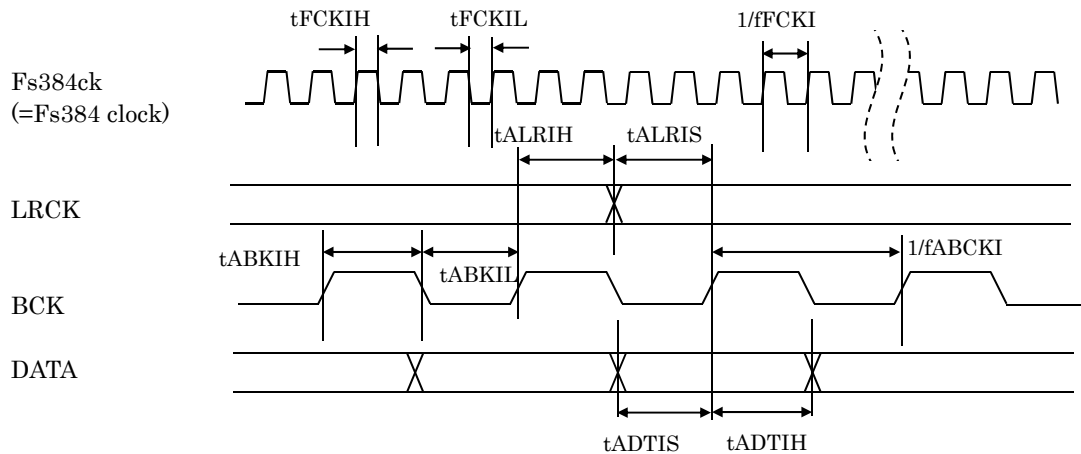 tFCKIH
tFCKIL
1/fFCKI
Fs384ck
(=Fs384 clock)
tALRIH
tALRIS
LRCK
tABKIH
tABKIL
1/fABCKI
BCK
DATA
tADTIS
tADTIH